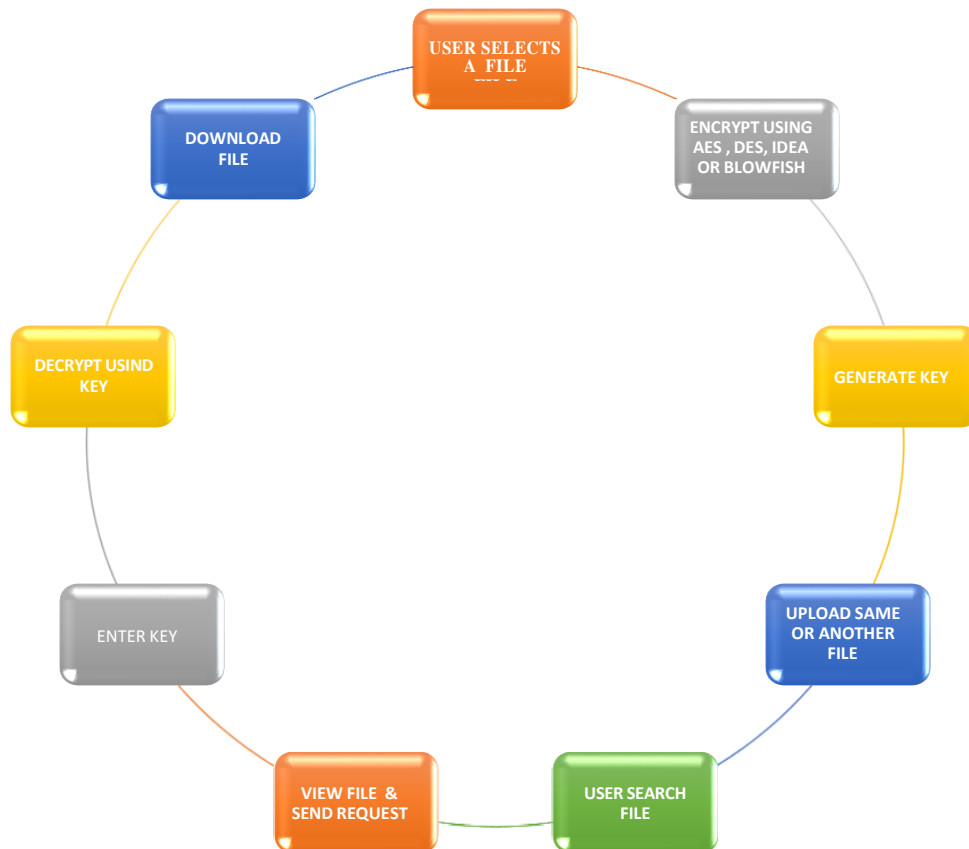 USER SELECTS
A FILE
ENCRYPT USING
AES , DES, IDEA
OR BLOWFISH
GENERATE KEY
UPLOAD SAME
OR ANOTHER
FILE
USER SEARCH
FILE
VIEW FILE &
SEND REQUEST
ENTER KEY
DECRYPT USIND
KEY
DOWNLOAD
FILE